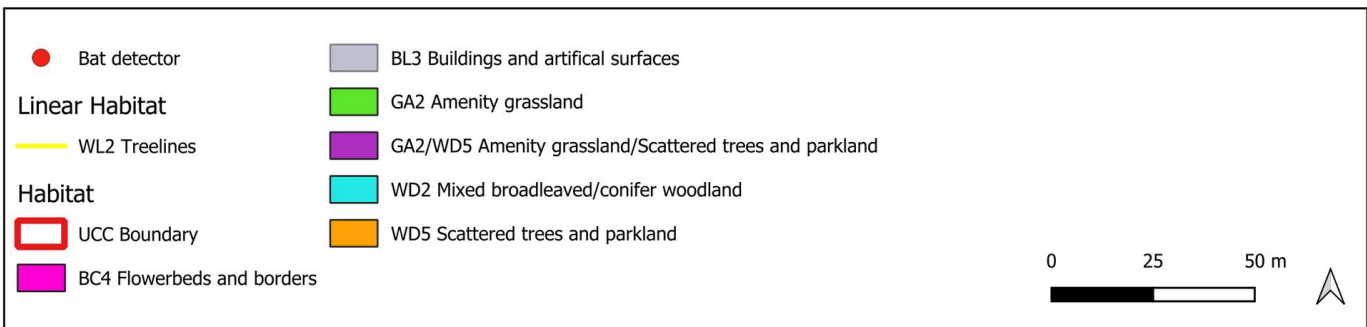 Bat detector
Linear Habitat
WL2 Treelines
Habitat
UCC Boundary
BC4 Flowerbeds and borders
BL3 Buildings and artifical surfaces
GA2 Amenity grassland
GA2/WD5 Amenity grassland/Scattered trees and parkland
WD2 Mixed broadleaved/conifer woodland
WD5 Scattered trees and parkland
0 25 50 m